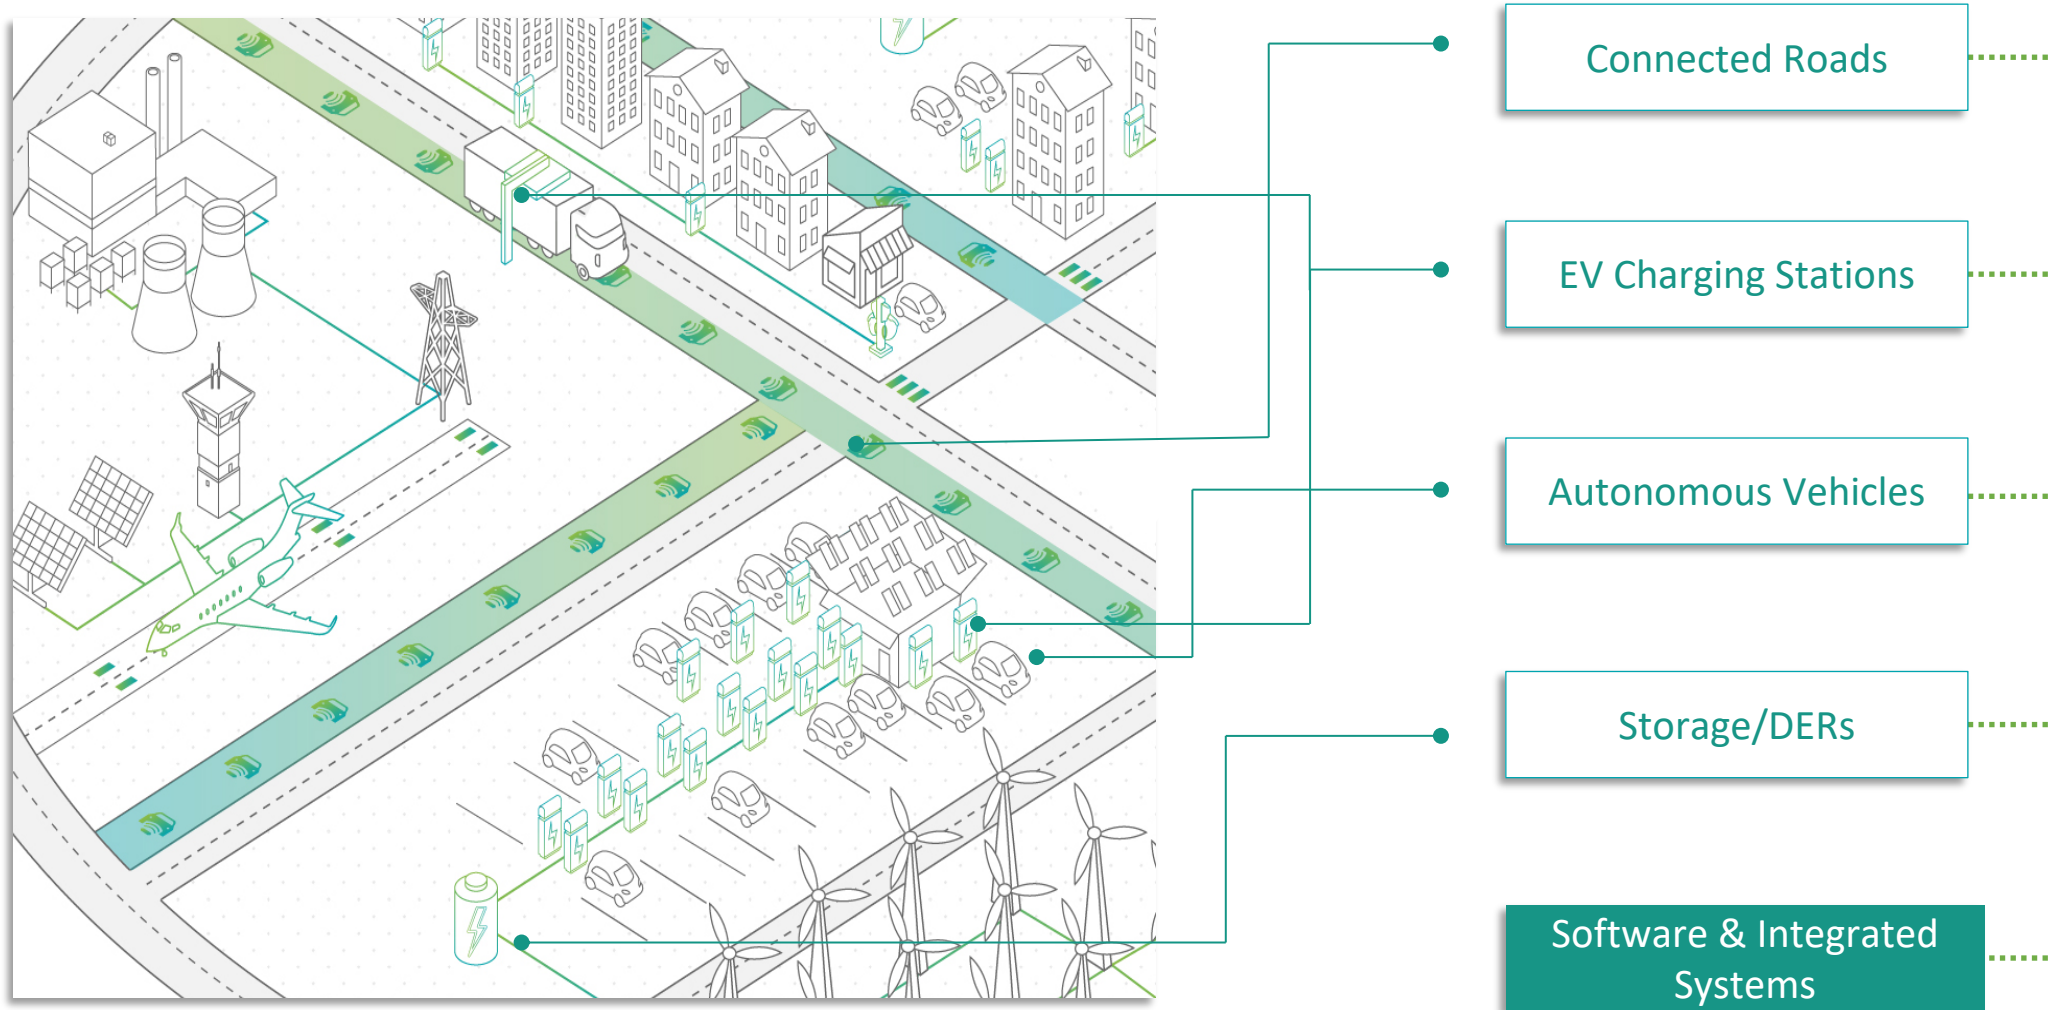 Connected Roads
EV Charging Stations
Autonomous Vehicles
Storage/DERs
Software & Integrated
Systems